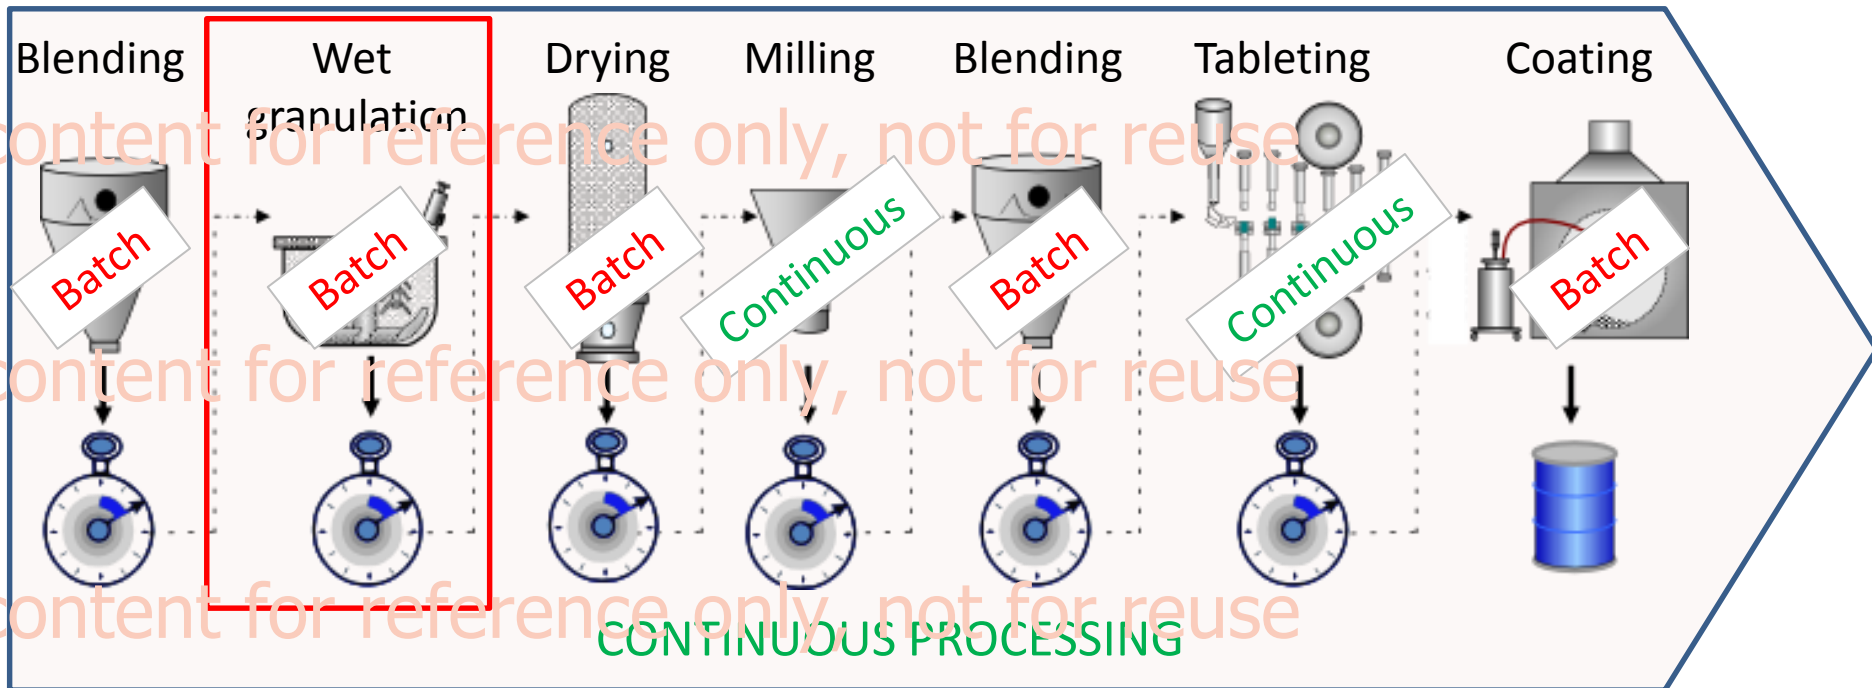 Blending
Wet
granulation
Drying
Milling
Blending
Tableting
Coating
content for reference only, not for reuse
Batch
Batch
Batch
Continuous
Batch
Continuous
Batch
content for reference only, not for reuse
content for reference only, not for reuse
CONTINUOUS PROCESSING